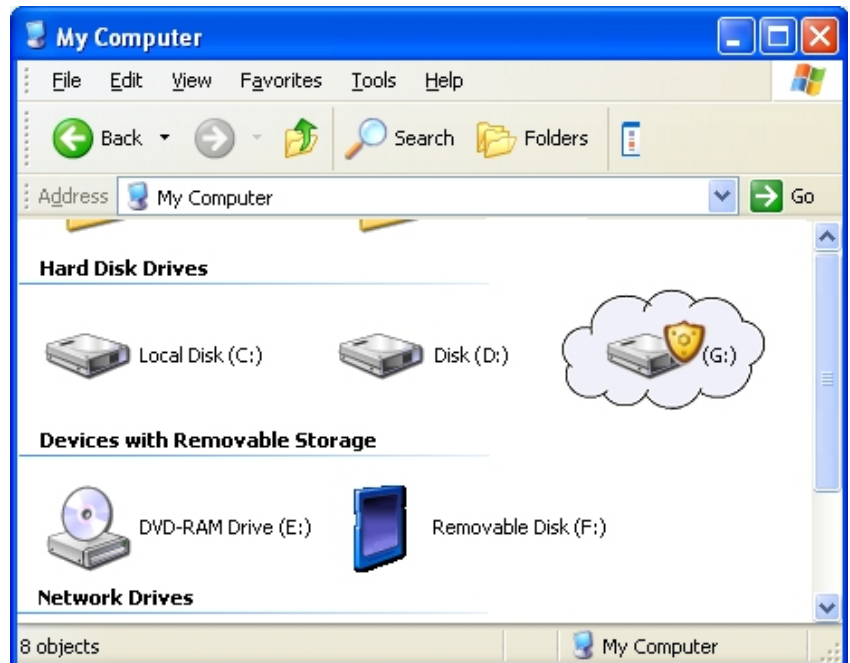 My Computer
File Edit View Favorites Tools Help
Back Search Folders
Address My Computer Go
Hard Disk Drives
Local Disk (C:) Disk (D:) (G:)
Devices with Removable Storage
DVD-RAM Drive (E:) Removable Disk (F:)
Network Drives
8 objects My Computer